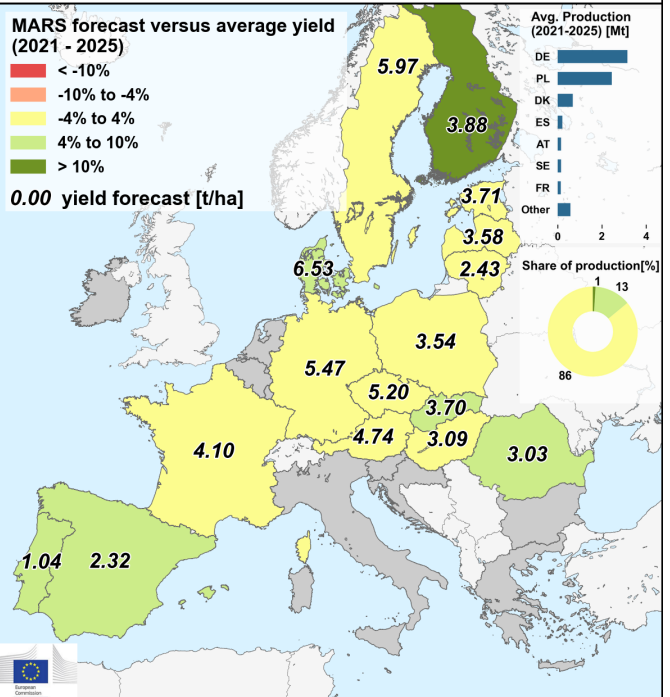 MARS forecast versus average yield
(2021 - 2025)
< -10%
-10% to -4%
-4% to 4%
4% to 10%
> 10%
0.00 yield forecast [t/ha]
Avg. Production
(2021-2025) [Mt]
DE
PL
DK
ES
AT
SE
FR
Other
0 2 4
Share of production[%]
1
13
86
5.97
3.88
3.71
3.58
2.43
6.53
3.54
5.47
5.20
3.70
4.74
3.09
4.10
3.03
1.04
2.32
European
Commission